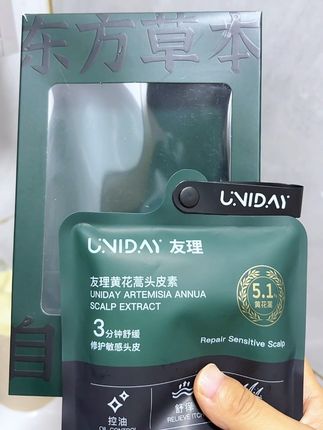 东方草本
UNIDAY
UNIDAY 友理
友理黄花蒿头皮素
UNIDAY ARTEMISIA ANNUA
SCALP EXTRACT
5.1
黄花蒿
3分钟舒缓
修护敏感头皮
Repair Sensitive Scalp
自
控油
OIL CONTROL
舒痒
RELIEVE ITCH